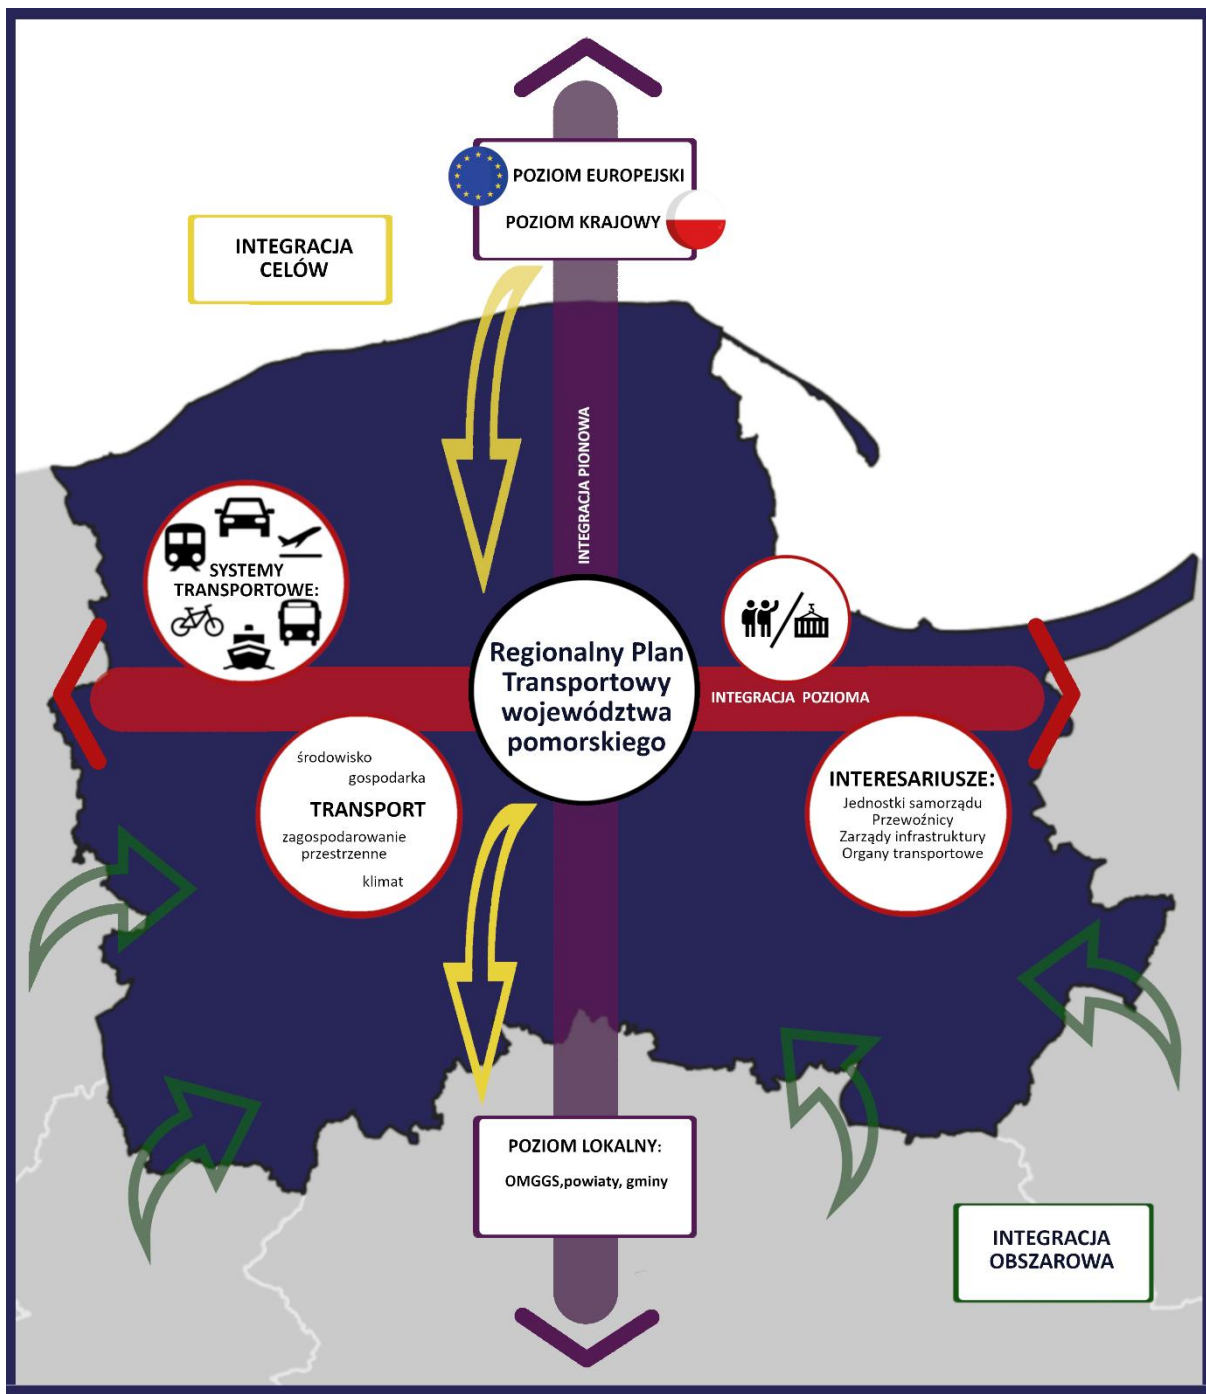 POZIOM EUROPEJSKI
POZIOM KRAJOWY
INTEGRACJA
CELÓW
INTEGRACJA PIONOWA
SYSTEMY
TRANSPORTOWE:
Regionalny Plan
Transportowy
województwa
pomorskiego
INTEGRACJA POZIOMA
środowisko
gospodarka
TRANSPORT
zagospodarowanie
przestrzenne
klimat
INTERESARIUSZE:
Jednostki samorządu
Przewoźnicy
Zarządy infrastruktury
Organy transportowe
POZIOM LOKALNY:
OMGGS,powiaty, gminy
INTEGRACJA
OBSZAROWA